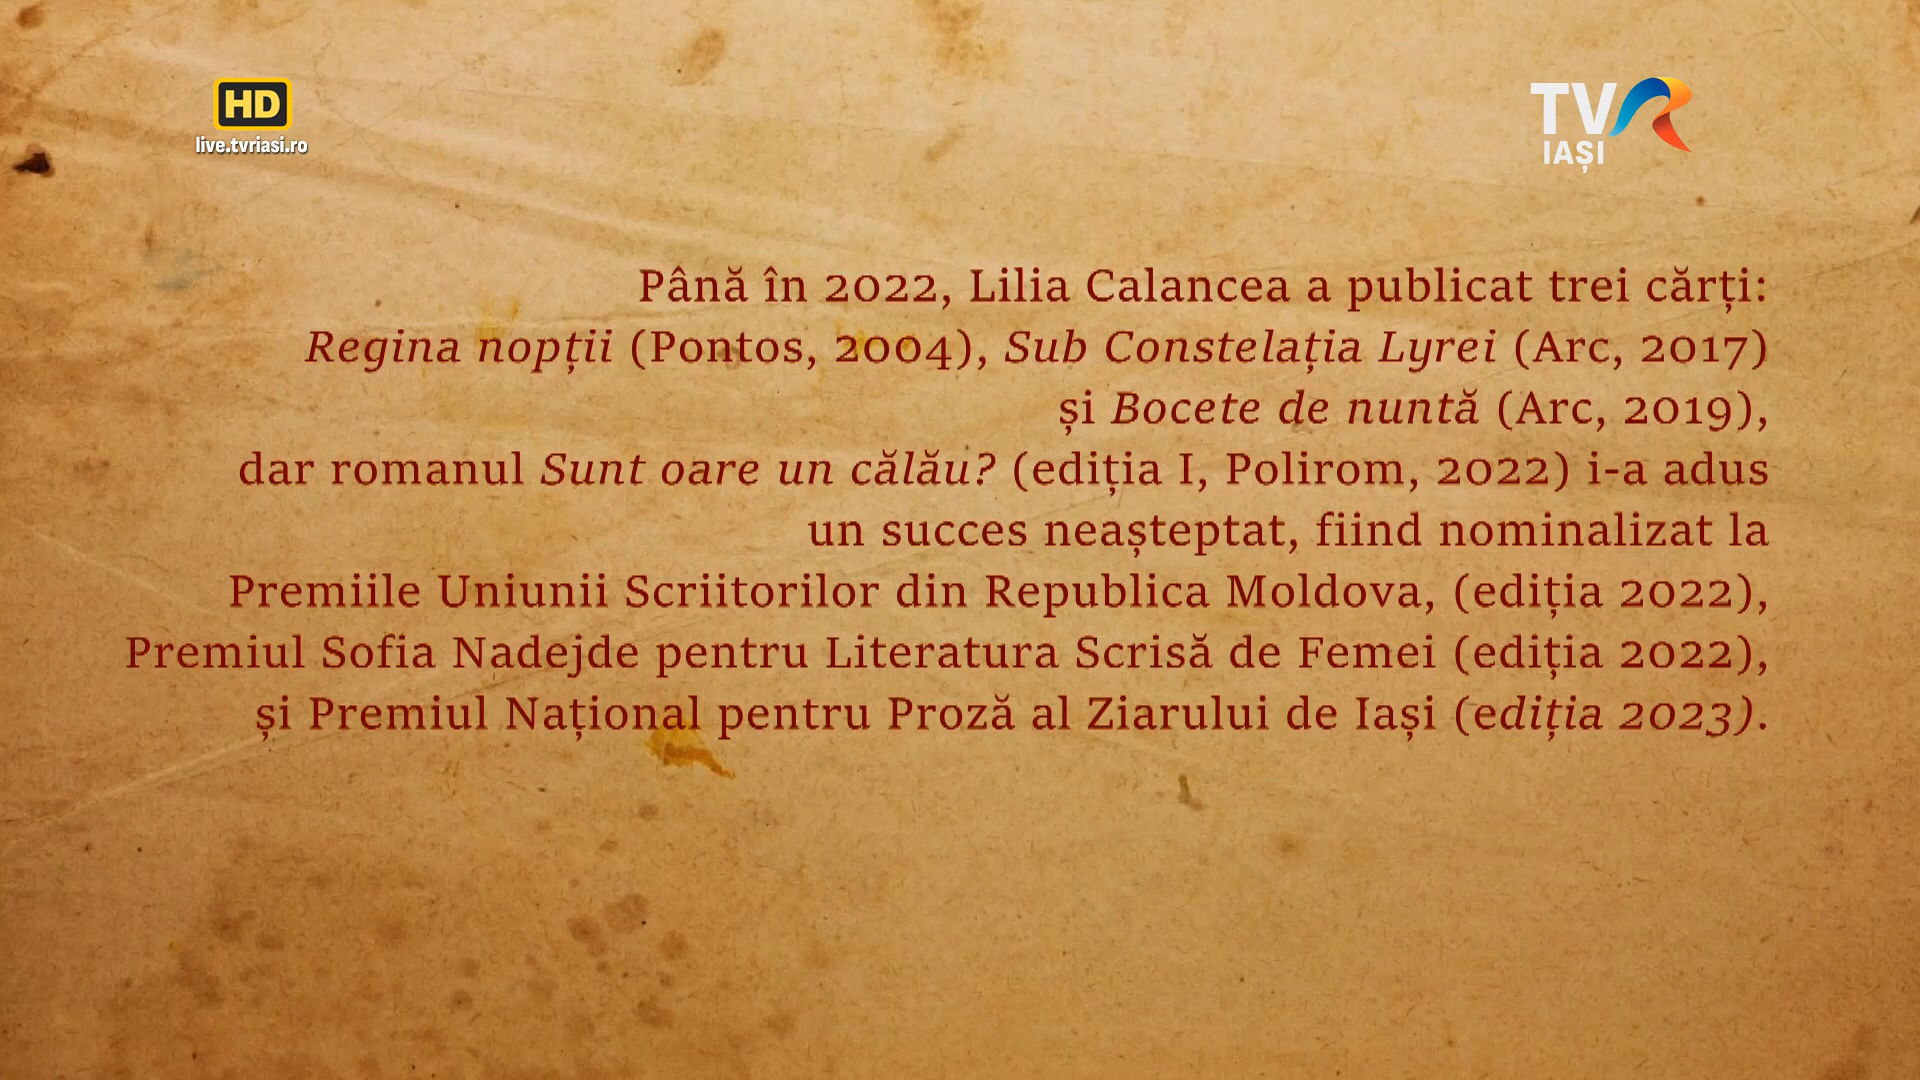 HD
live.tvriasi.ro
TVR
IAȘI
Până în 2022, Lilia Calancea a publicat trei cărți:
Regina nopții (Pontos, 2004), Sub Constelația Lyrei (Arc, 2017)
și Bocete de nuntă (Arc, 2019),
dar romanul Sunt oare un călău? (ediția I, Polirom, 2022) i-a adus
un succes neașteptat, fiind nominalizat la
Premiile Uniunii Scriitorilor din Republica Moldova, (ediția 2022),
Premiul Sofia Nadejde pentru Literatura Scrisă de Femei (ediția 2022),
și Premiul Național pentru Proză al Ziarului de Iași (ediția 2023).